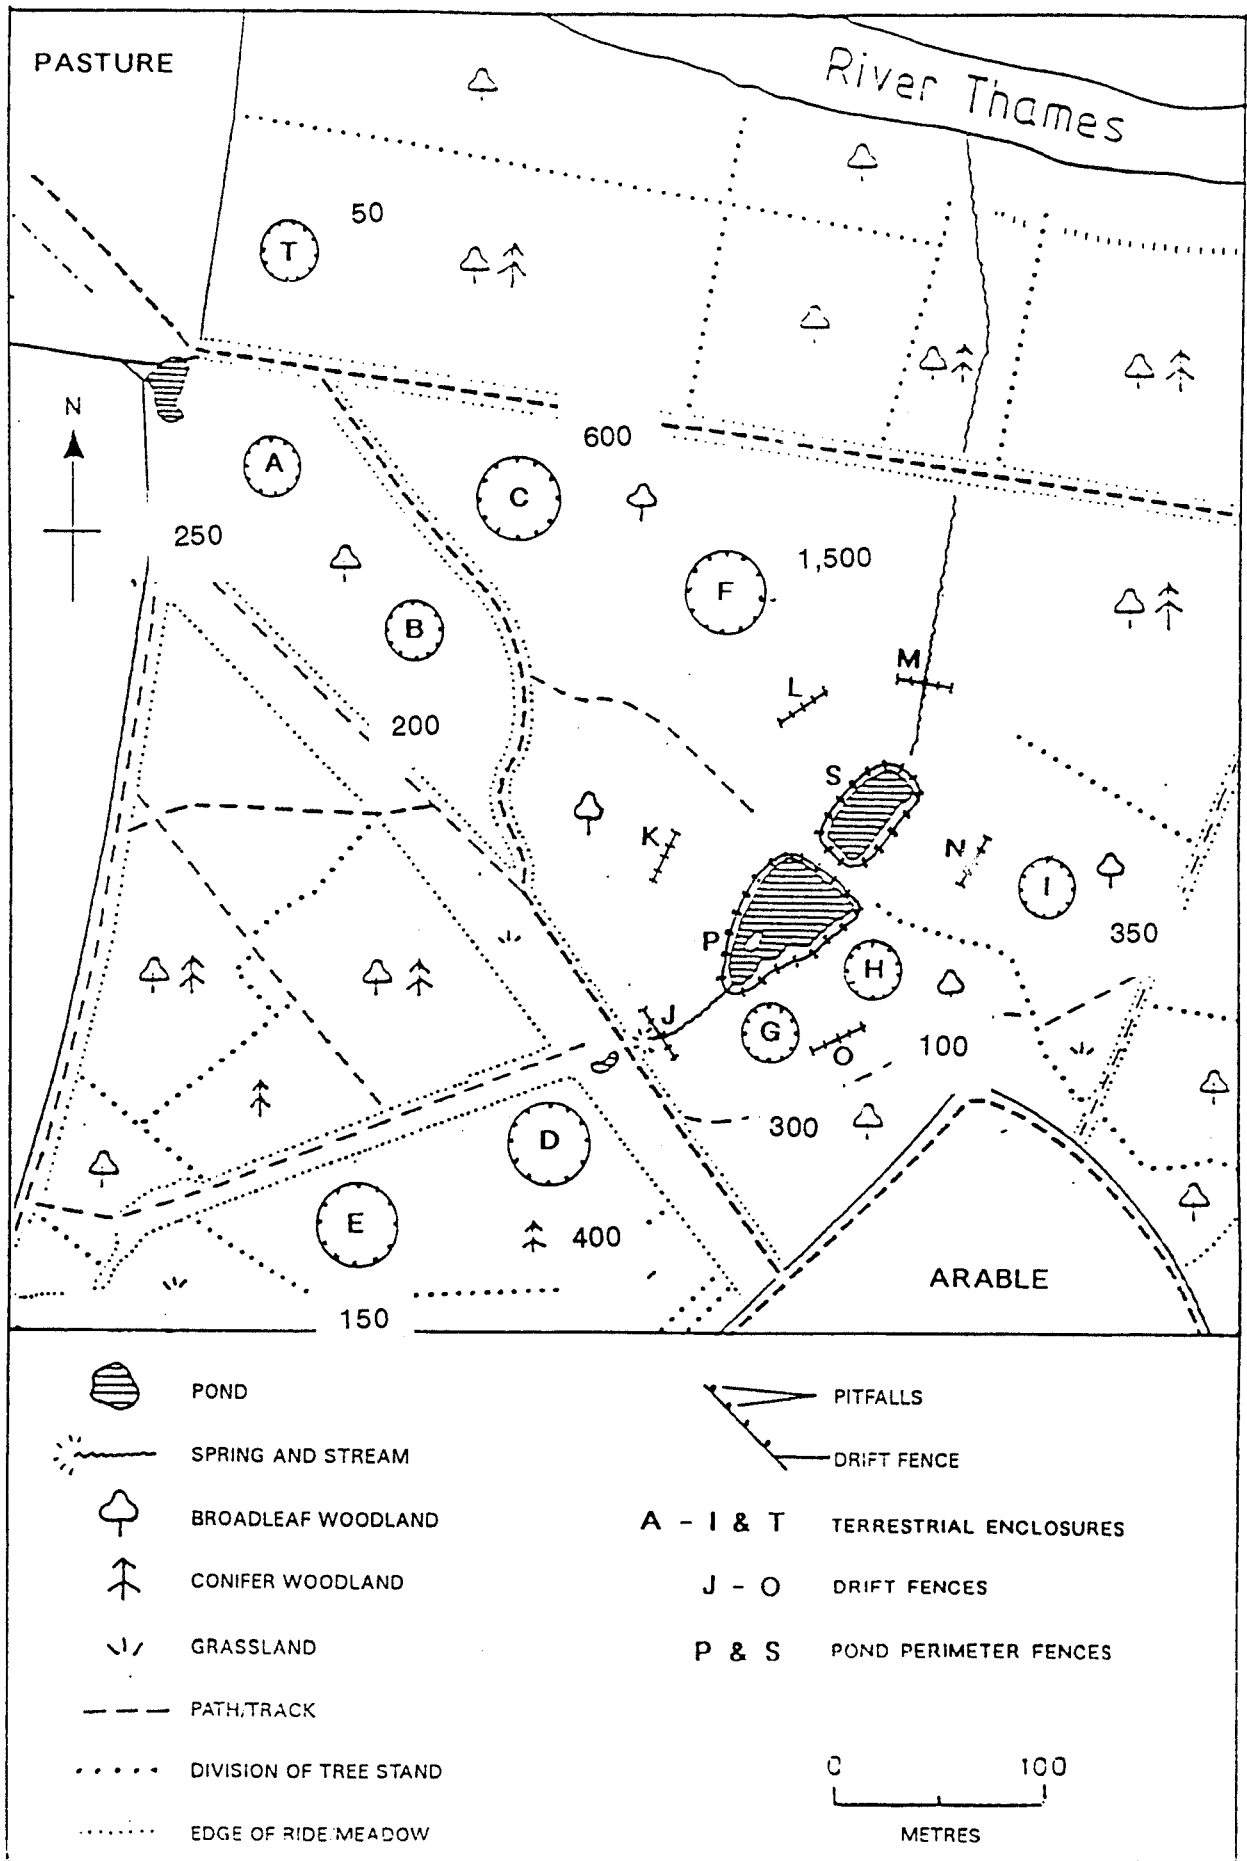 PASTURE
River Thames
50
T
N
600
A
C
250
1,500
F
B
M
L
200
S
K
N
I
350
P
H
J
G
O
100
300
D
E
400
ARABLE
150
POND
PITFALLS
SPRING AND STREAM
DRIFT FENCE
BROADLEAF WOODLAND
A - I & T TERRESTRIAL ENCLOSURES
CONIFER WOODLAND
J - O DRIFT FENCES
GRASSLAND
P & S POND PERIMETER FENCES
PATH/TRACK
DIVISION OF TREE STAND
0 100
EDGE OF RIDE/MEADOW
METRES